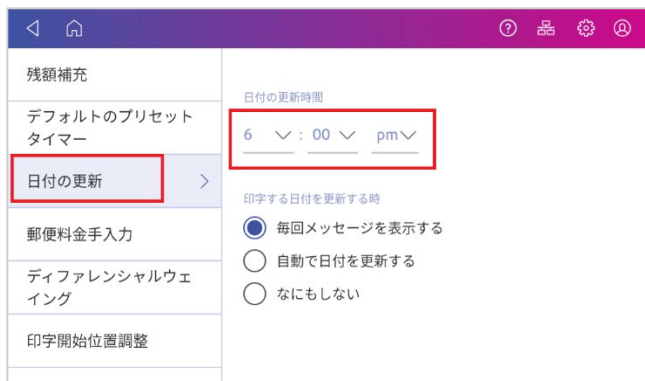 残額補充
デフォルトのプリセット
タイマー
日付の更新
郵便料金手入力
ディファレンシャルウェ
イング
印字開始位置調整
日付の更新時間
6 : 00 pm
印字する日付を更新する時
毎回メッセージを表示する
自動で日付を更新する
なにもしない